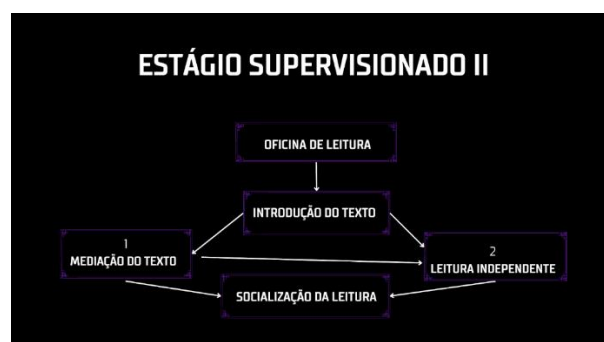 ESTÁGIO SUPERVISIONADO II
OFICINA DE LEITURA
INTRODUÇÃO DO TEXTO
1
MEDIAÇÃO DO TEXTO
2
LEITURA INDEPENDENTE
SOCIALIZAÇÃO DA LEITURA